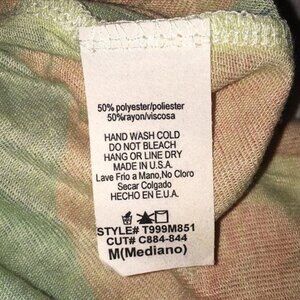 50% polyester/poliester
50%rayon/viscosa
HAND WASH COLD
DO NOT BLEACH
HANG OR LINE DRY
MADE IN U.S.A.
Lave Frio a Mano,No Cloro
Secar Colgado
HECHO EN E.U.A.
STYLE# T999M851
CUT# C884-844
M(Mediano)